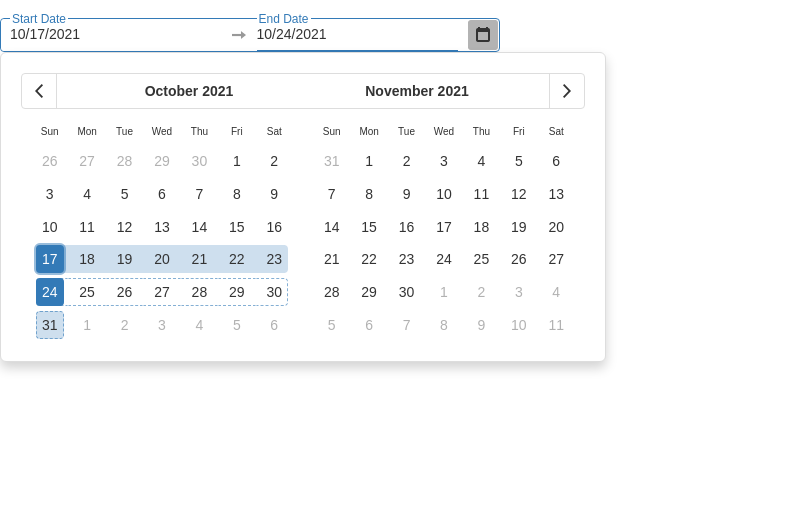 Start Date End Date
10/17/2021 10/24/2021
October 2021 November 2021
Sun Mon Tue Wed Thu Fri Sat Sun Mon Tue Wed Thu Fri Sat
26 27 28 29 30 1 2 31 1 2 3 4 5 6
3 4 5 6 7 8 9 7 8 9 10 11 12 13
10 11 12 13 14 15 16 14 15 16 17 18 19 20
17 18 19 20 21 22 23 21 22 23 24 25 26 27
24 25 26 27 28 29 30 28 29 30 1 2 3 4
31 1 2 3 4 5 6 5 6 7 8 9 10 11